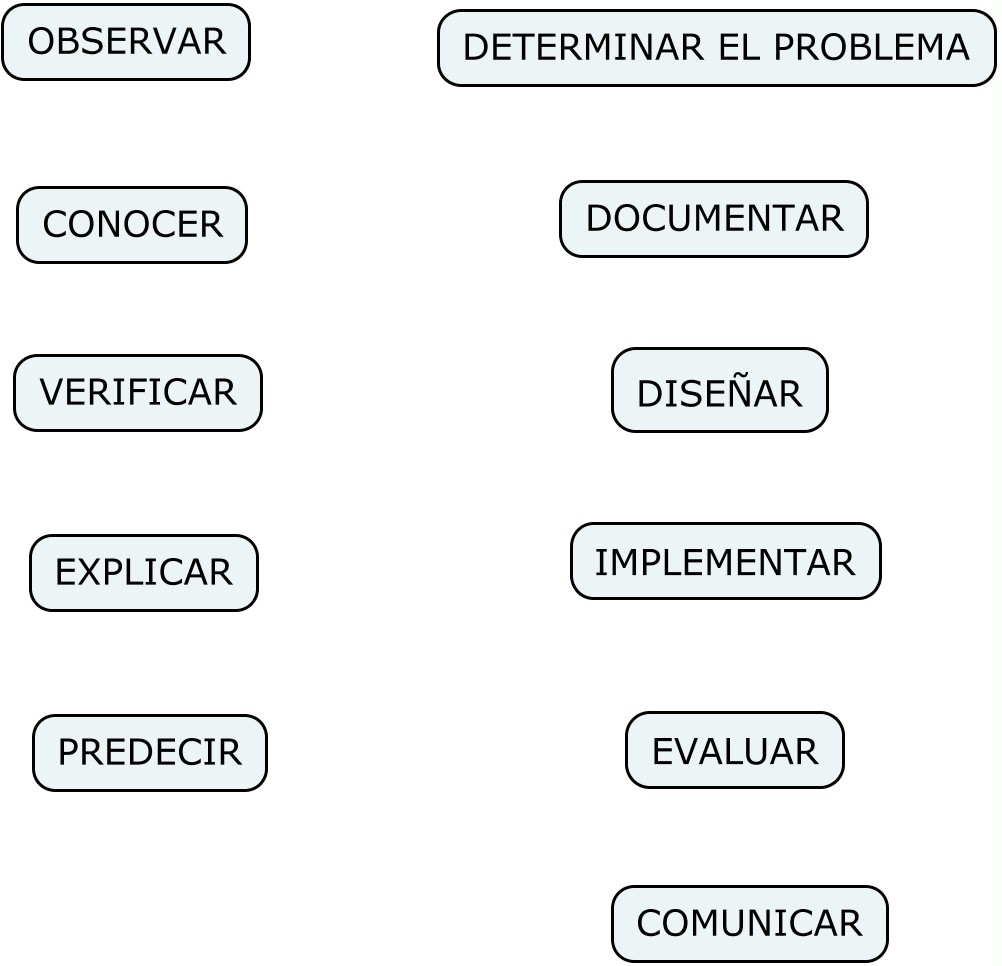 OBSERVAR
DETERMINAR EL PROBLEMA
CONOCER
DOCUMENTAR
VERIFICAR
DISEÑAR
EXPLICAR
IMPLEMENTAR
PREDECIR
EVALUAR
COMUNICAR